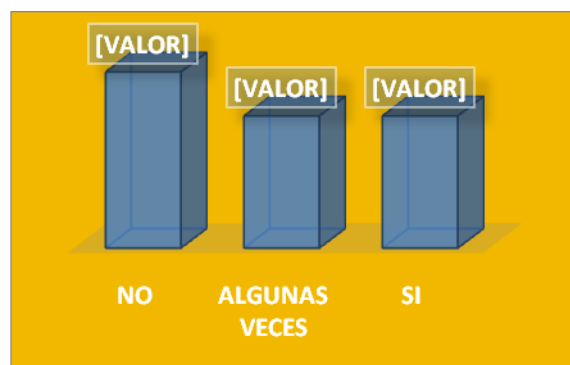 [VALOR]
[VALOR]
[VALOR]
NO
ALGUNAS
VECES
SI